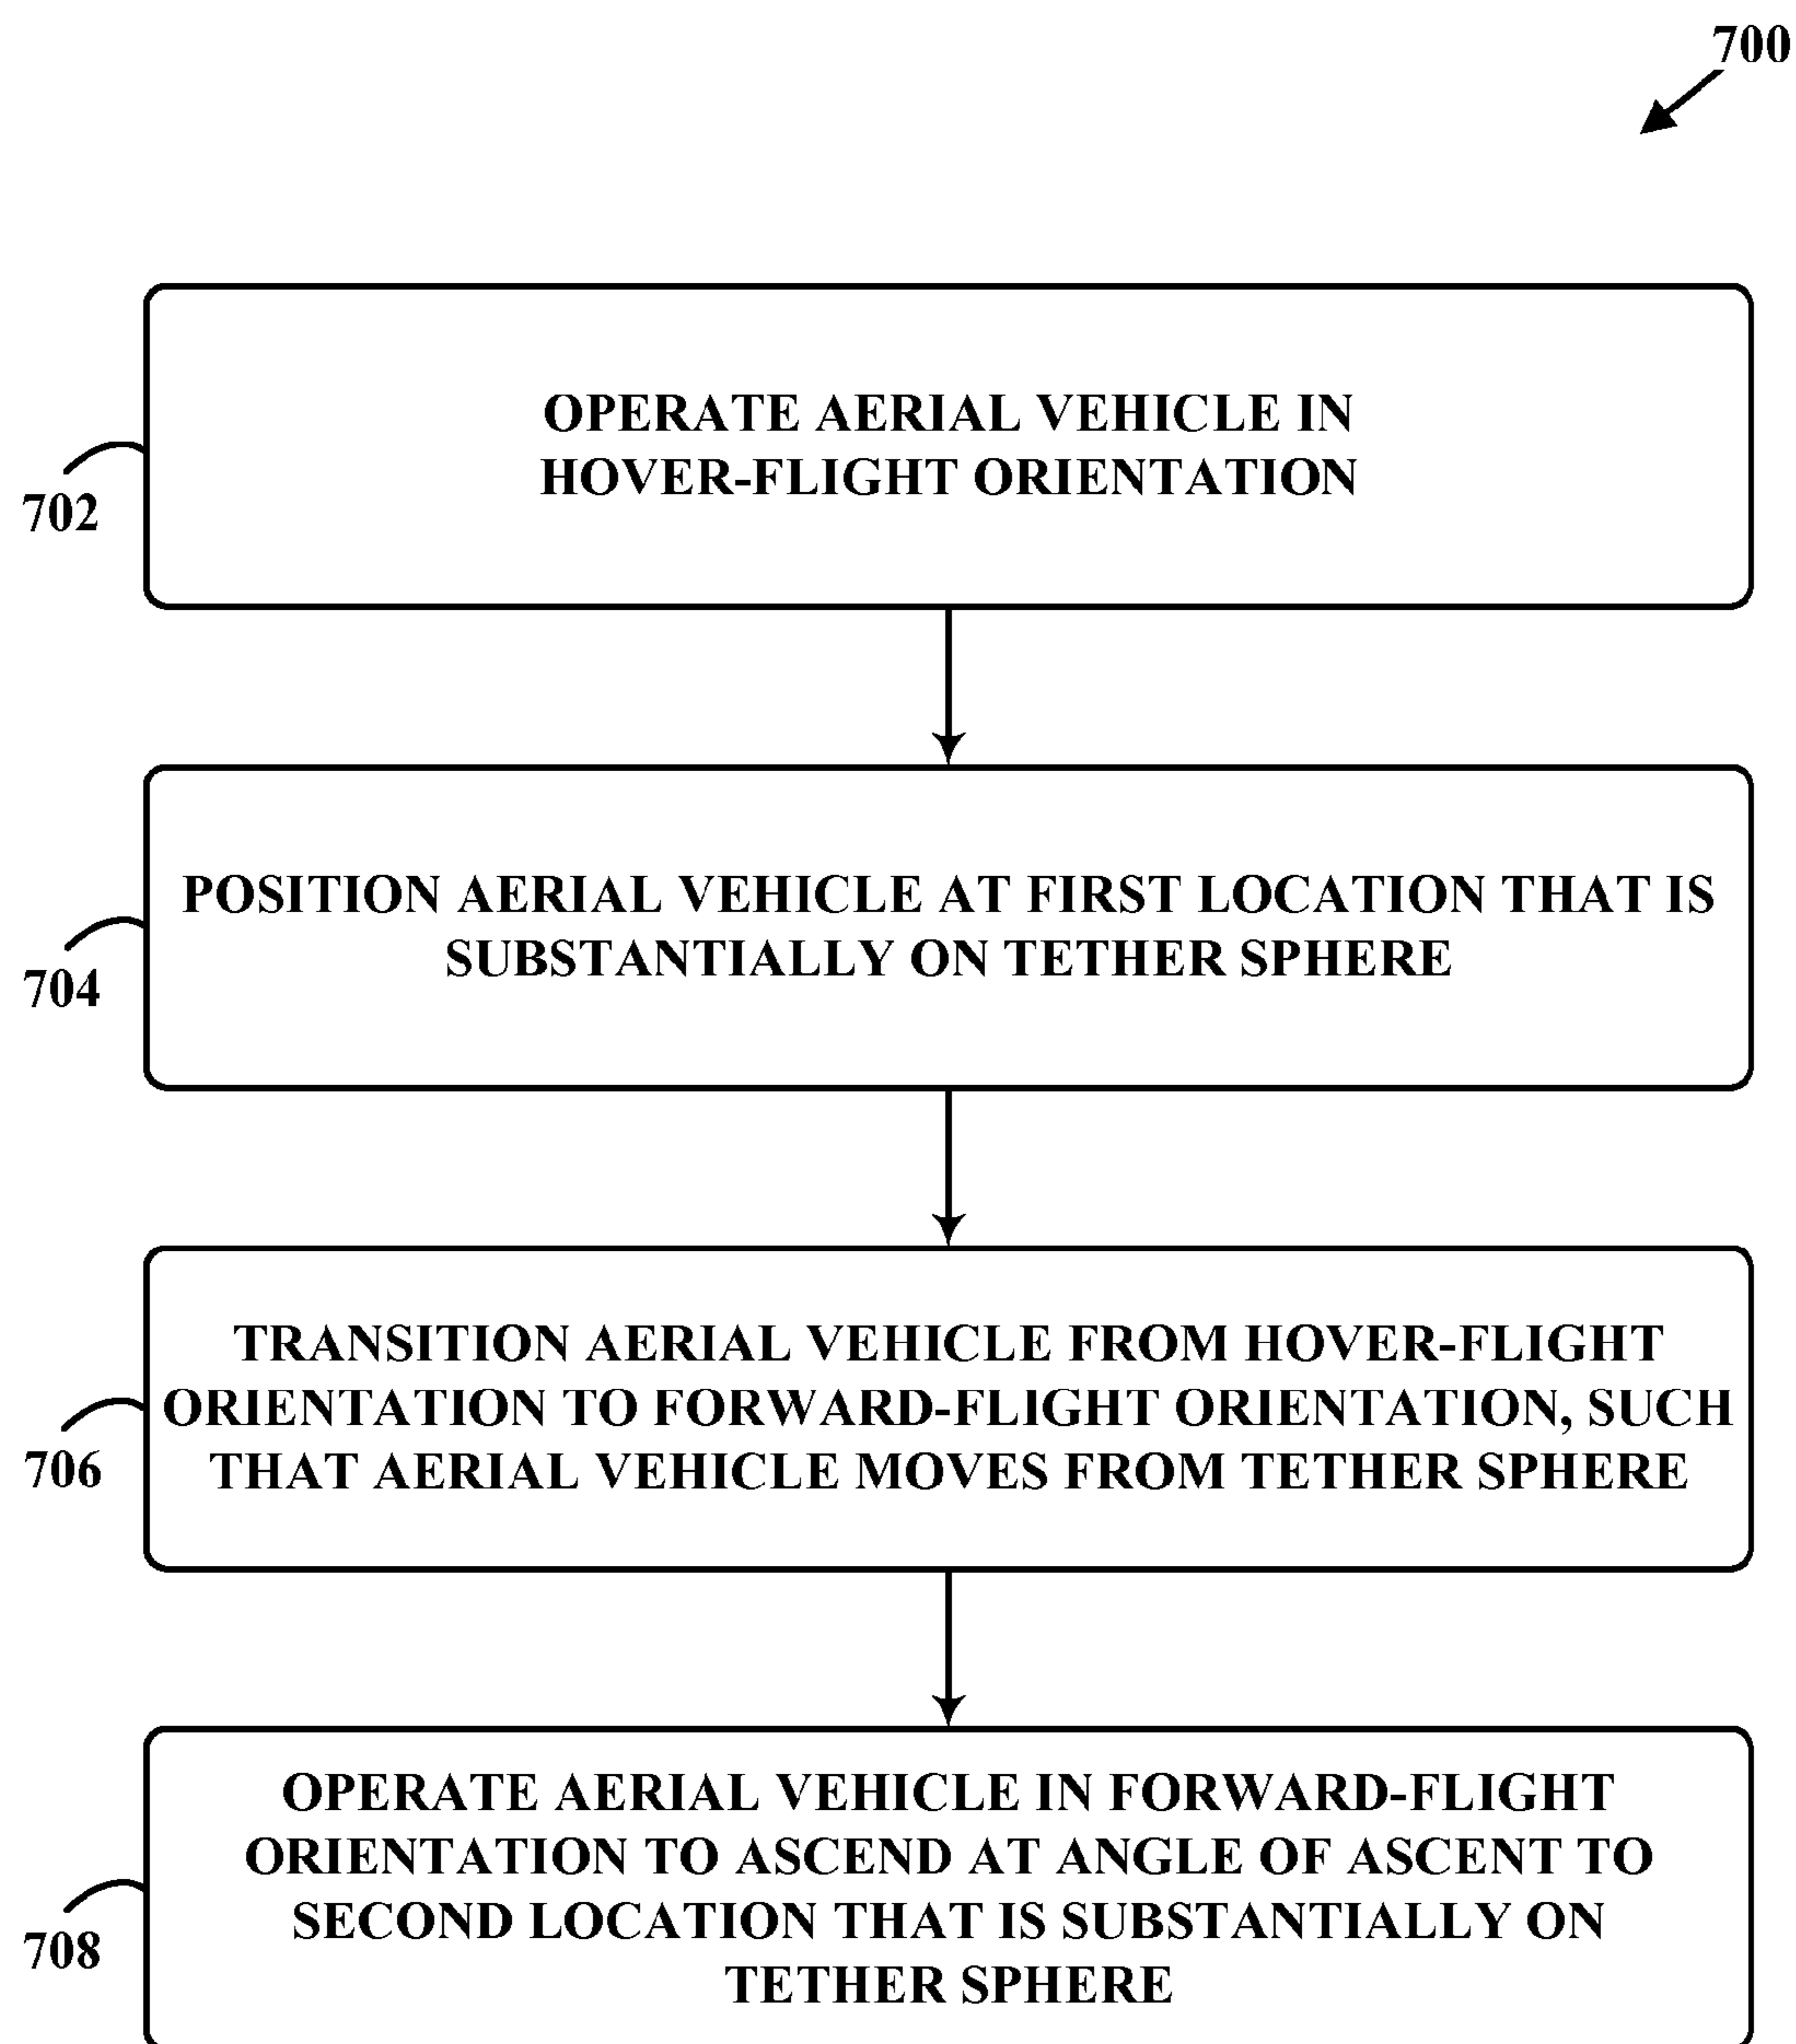 700
OPERATE AERIAL VEHICLE IN
HOVER-FLIGHT ORIENTATION
702
POSITION AERIAL VEHICLE AT FIRST LOCATION THAT IS
SUBSTANTIALLY ON TETHER SPHERE
704
TRANSITION AERIAL VEHICLE FROM HOVER-FLIGHT
ORIENTATION TO FORWARD-FLIGHT ORIENTATION, SUCH
THAT AERIAL VEHICLE MOVES FROM TETHER SPHERE
706
OPERATE AERIAL VEHICLE IN FORWARD-FLIGHT
ORIENTATION TO ASCEND AT ANGLE OF ASCENT TO
SECOND LOCATION THAT IS SUBSTANTIALLY ON
TETHER SPHERE
708